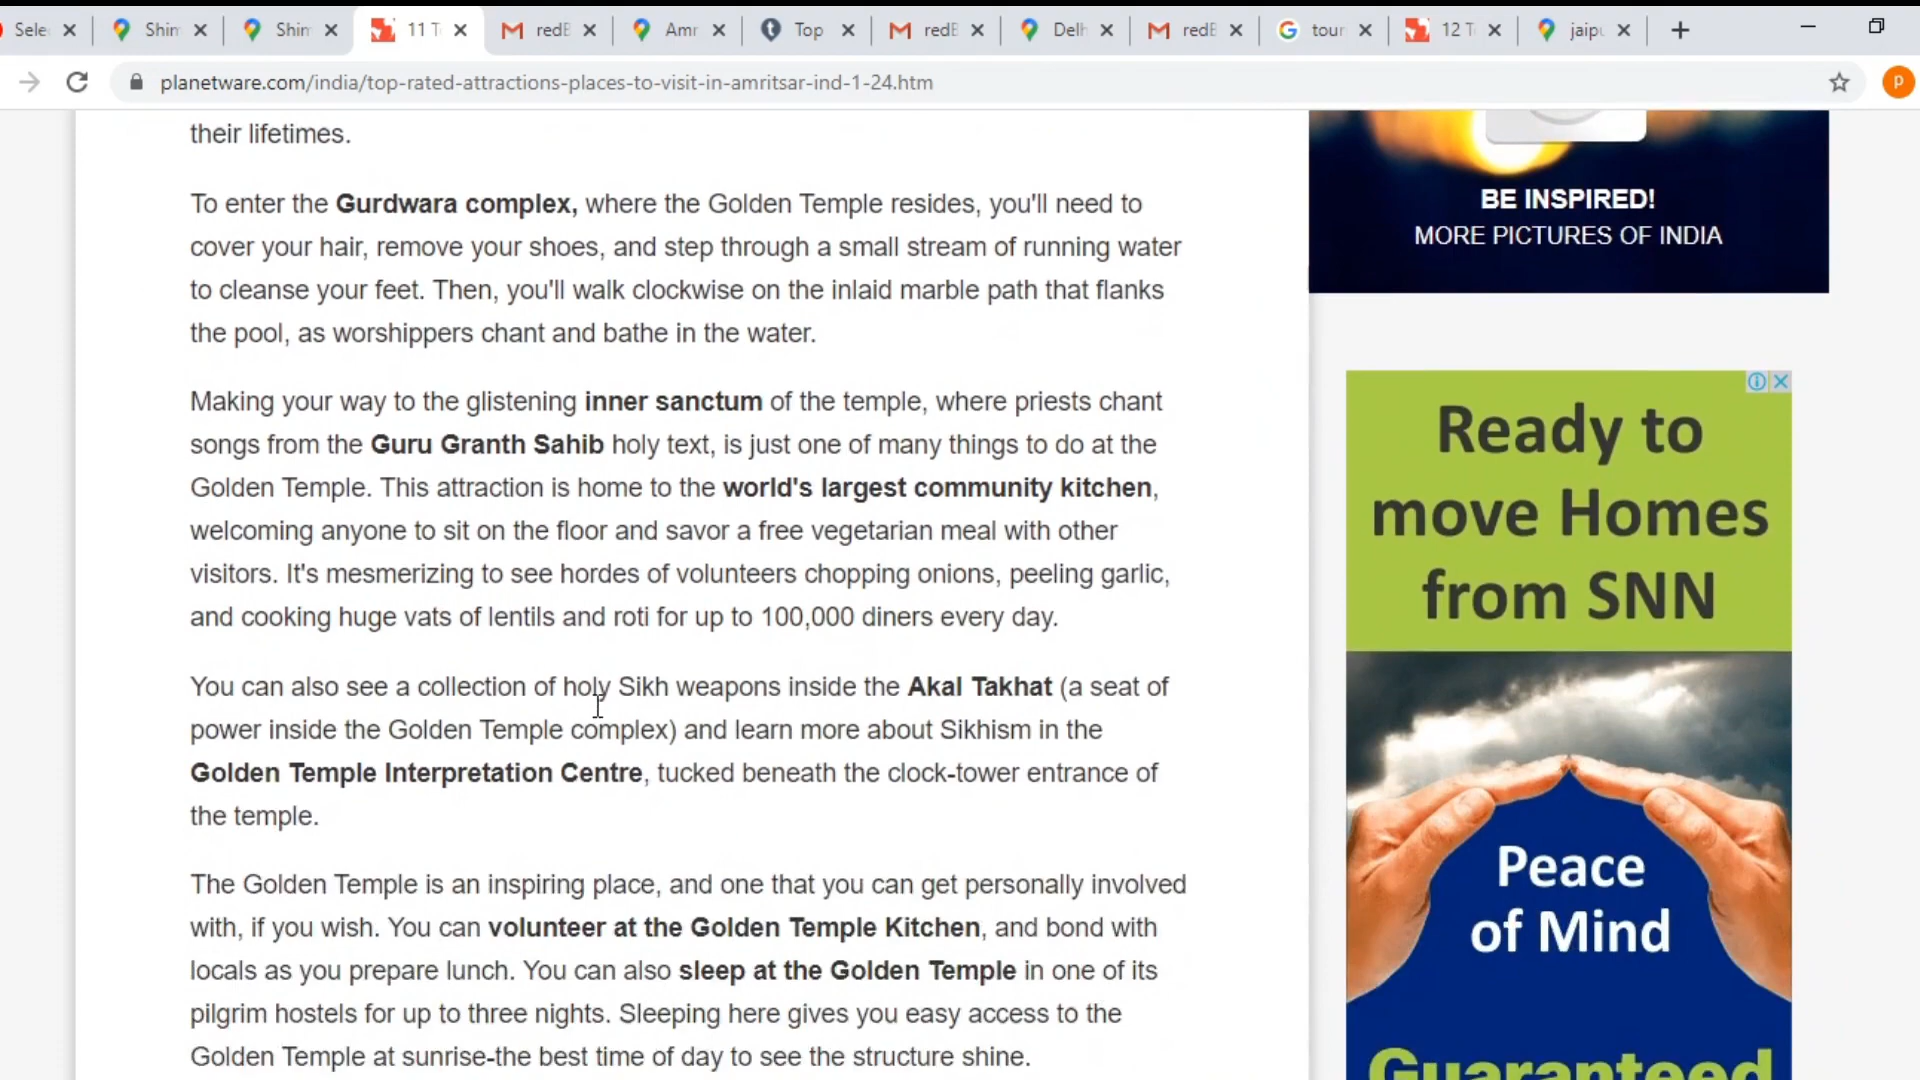 Sele
Shim
Shim
11 T
redB
Amr
Top
redB
Delh
redB
tour
12 T
jaipu
planetware.com/india/top-rated-attractions-places-to-visit-in-amritsar-ind-1-24.htm
P
their lifetimes.
To enter the Gurdwara complex, where the Golden Temple resides, you'll need to
cover your hair, remove your shoes, and step through a small stream of running water
to cleanse your feet. Then, you'll walk clockwise on the inlaid marble path that flanks
the pool, as worshippers chant and bathe in the water.
Making your way to the glistening inner sanctum of the temple, where priests chant
songs from the Guru Granth Sahib holy text, is just one of many things to do at the
Golden Temple. This attraction is home to the world's largest community kitchen,
welcoming anyone to sit on the floor and savor a free vegetarian meal with other
visitors. It's mesmerizing to see hordes of volunteers chopping onions, peeling garlic,
and cooking huge vats of lentils and roti for up to 100,000 diners every day.
You can also see a collection of holy Sikh weapons inside the Akal Takhat (a seat of
power inside the Golden Temple complex) and learn more about Sikhism in the
Golden Temple Interpretation Centre, tucked beneath the clock-tower entrance of
the temple.
The Golden Temple is an inspiring place, and one that you can get personally involved
with, if you wish. You can volunteer at the Golden Temple Kitchen, and bond with
locals as you prepare lunch. You can also sleep at the Golden Temple in one of its
pilgrim hostels for up to three nights. Sleeping here gives you easy access to the
Golden Temple at sunrise-the best time of day to see the structure shine.
BE INSPIRED!
MORE PICTURES OF INDIA
Ready to
move Homes
from SNN
Peace
of Mind
Guaranteed